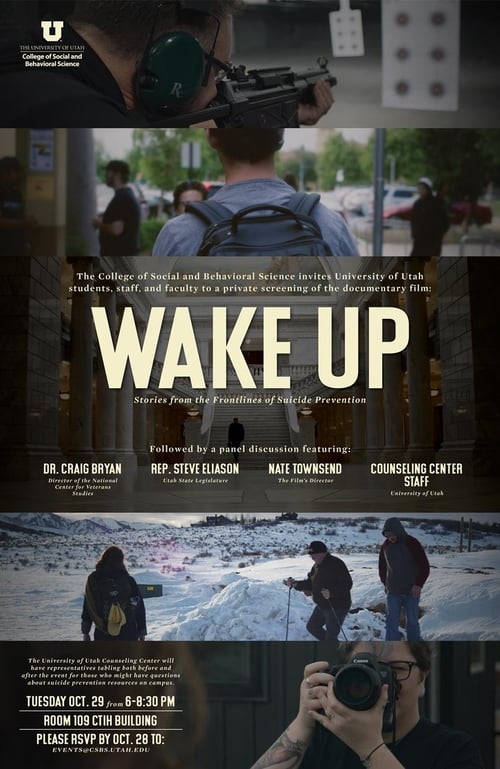 U
THE UNIVERSITY OF UTAH
College of Social and
Behavioral Science
The College of Social and Behavioral Science invites University of Utah
students, staff, and faculty to a private screening of the documentary film:
WAKE UP
Stories from the Frontlines of Suicide Prevention
Followed by a panel discussion featuring:
DR. CRAIG BRYAN
Director of the National
Center for Veterans
Studies
REP. STEVE ELIASON
Utah State Legislature
NATE TOWNSEND
The Film's Director
COUNSELING CENTER
STAFF
University of Utah
The University of Utah Counseling Center will
have representatives tabling both before and
after the event for those who might have questions
about suicide prevention resources on campus.
TUESDAY OCT. 29 from 6-8:30 PM
ROOM 109 CTIH BUILDING
PLEASE RSVP BY OCT. 28 TO:
EVENTS@CSBS.UTAH.EDU
Canon